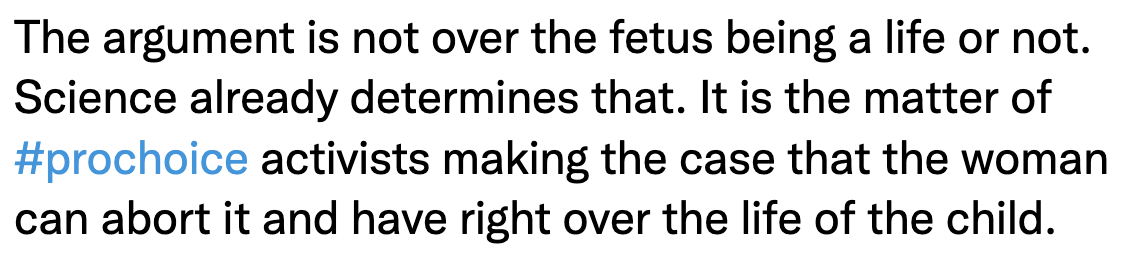 The argument is not over the fetus being a life or not.
Science already determines that. It is the matter of
#prochoice activists making the case that the woman
can abort it and have right over the life of the child.